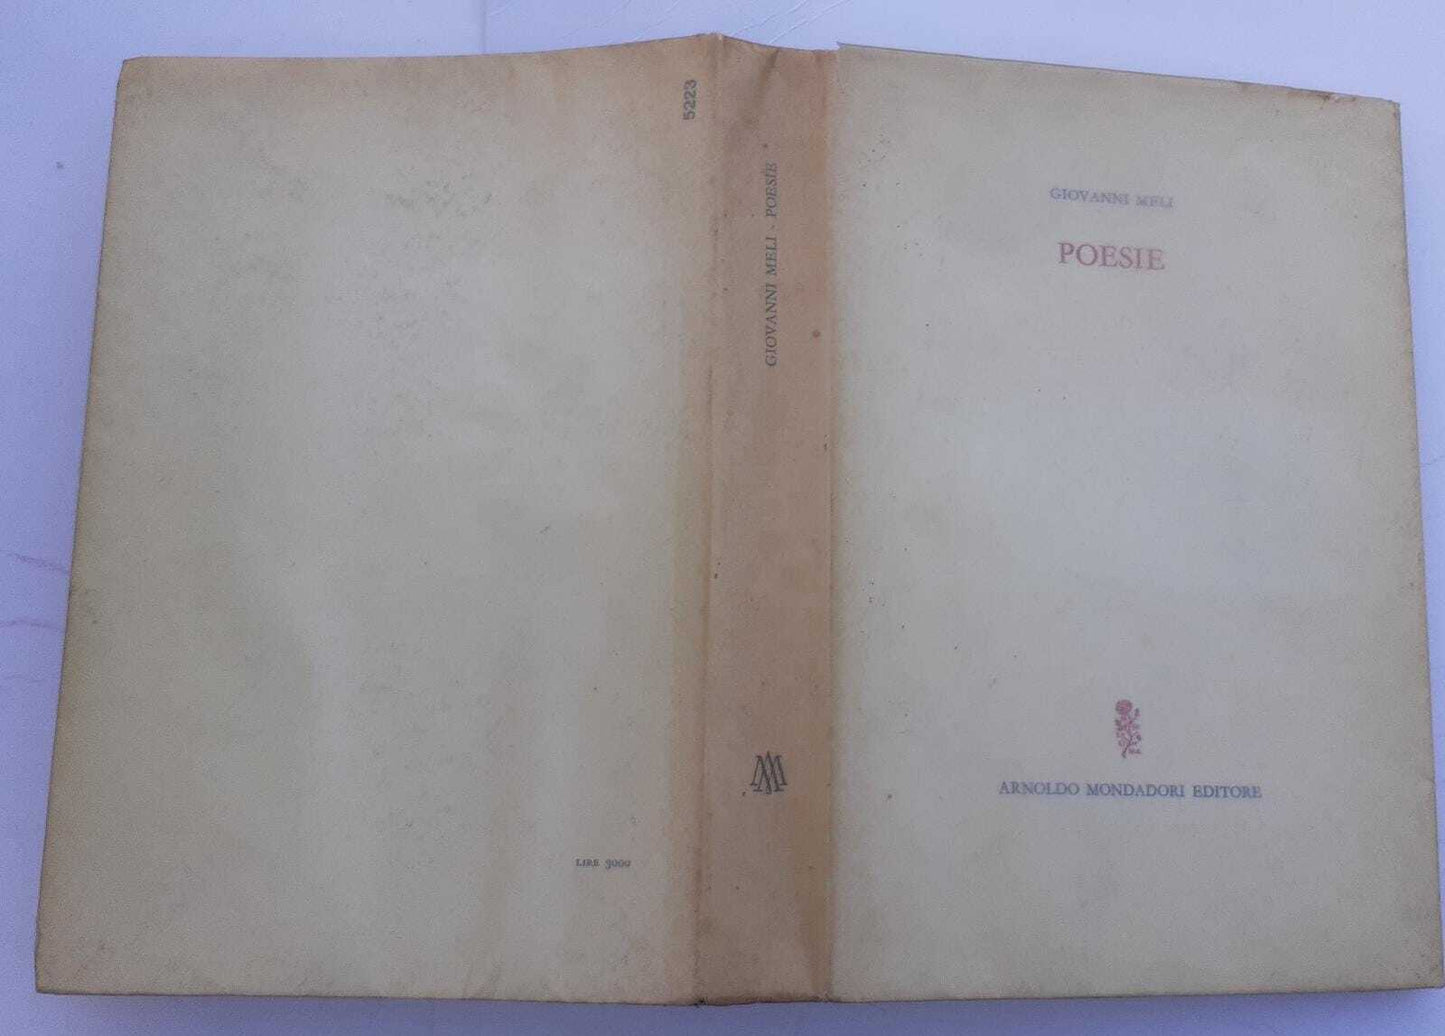 5223
GIOVANNI MELI - POESIE
LIRE 3000
GIOVANNI MELI
POESIE
ARNOLDO MONDADORI EDITORE